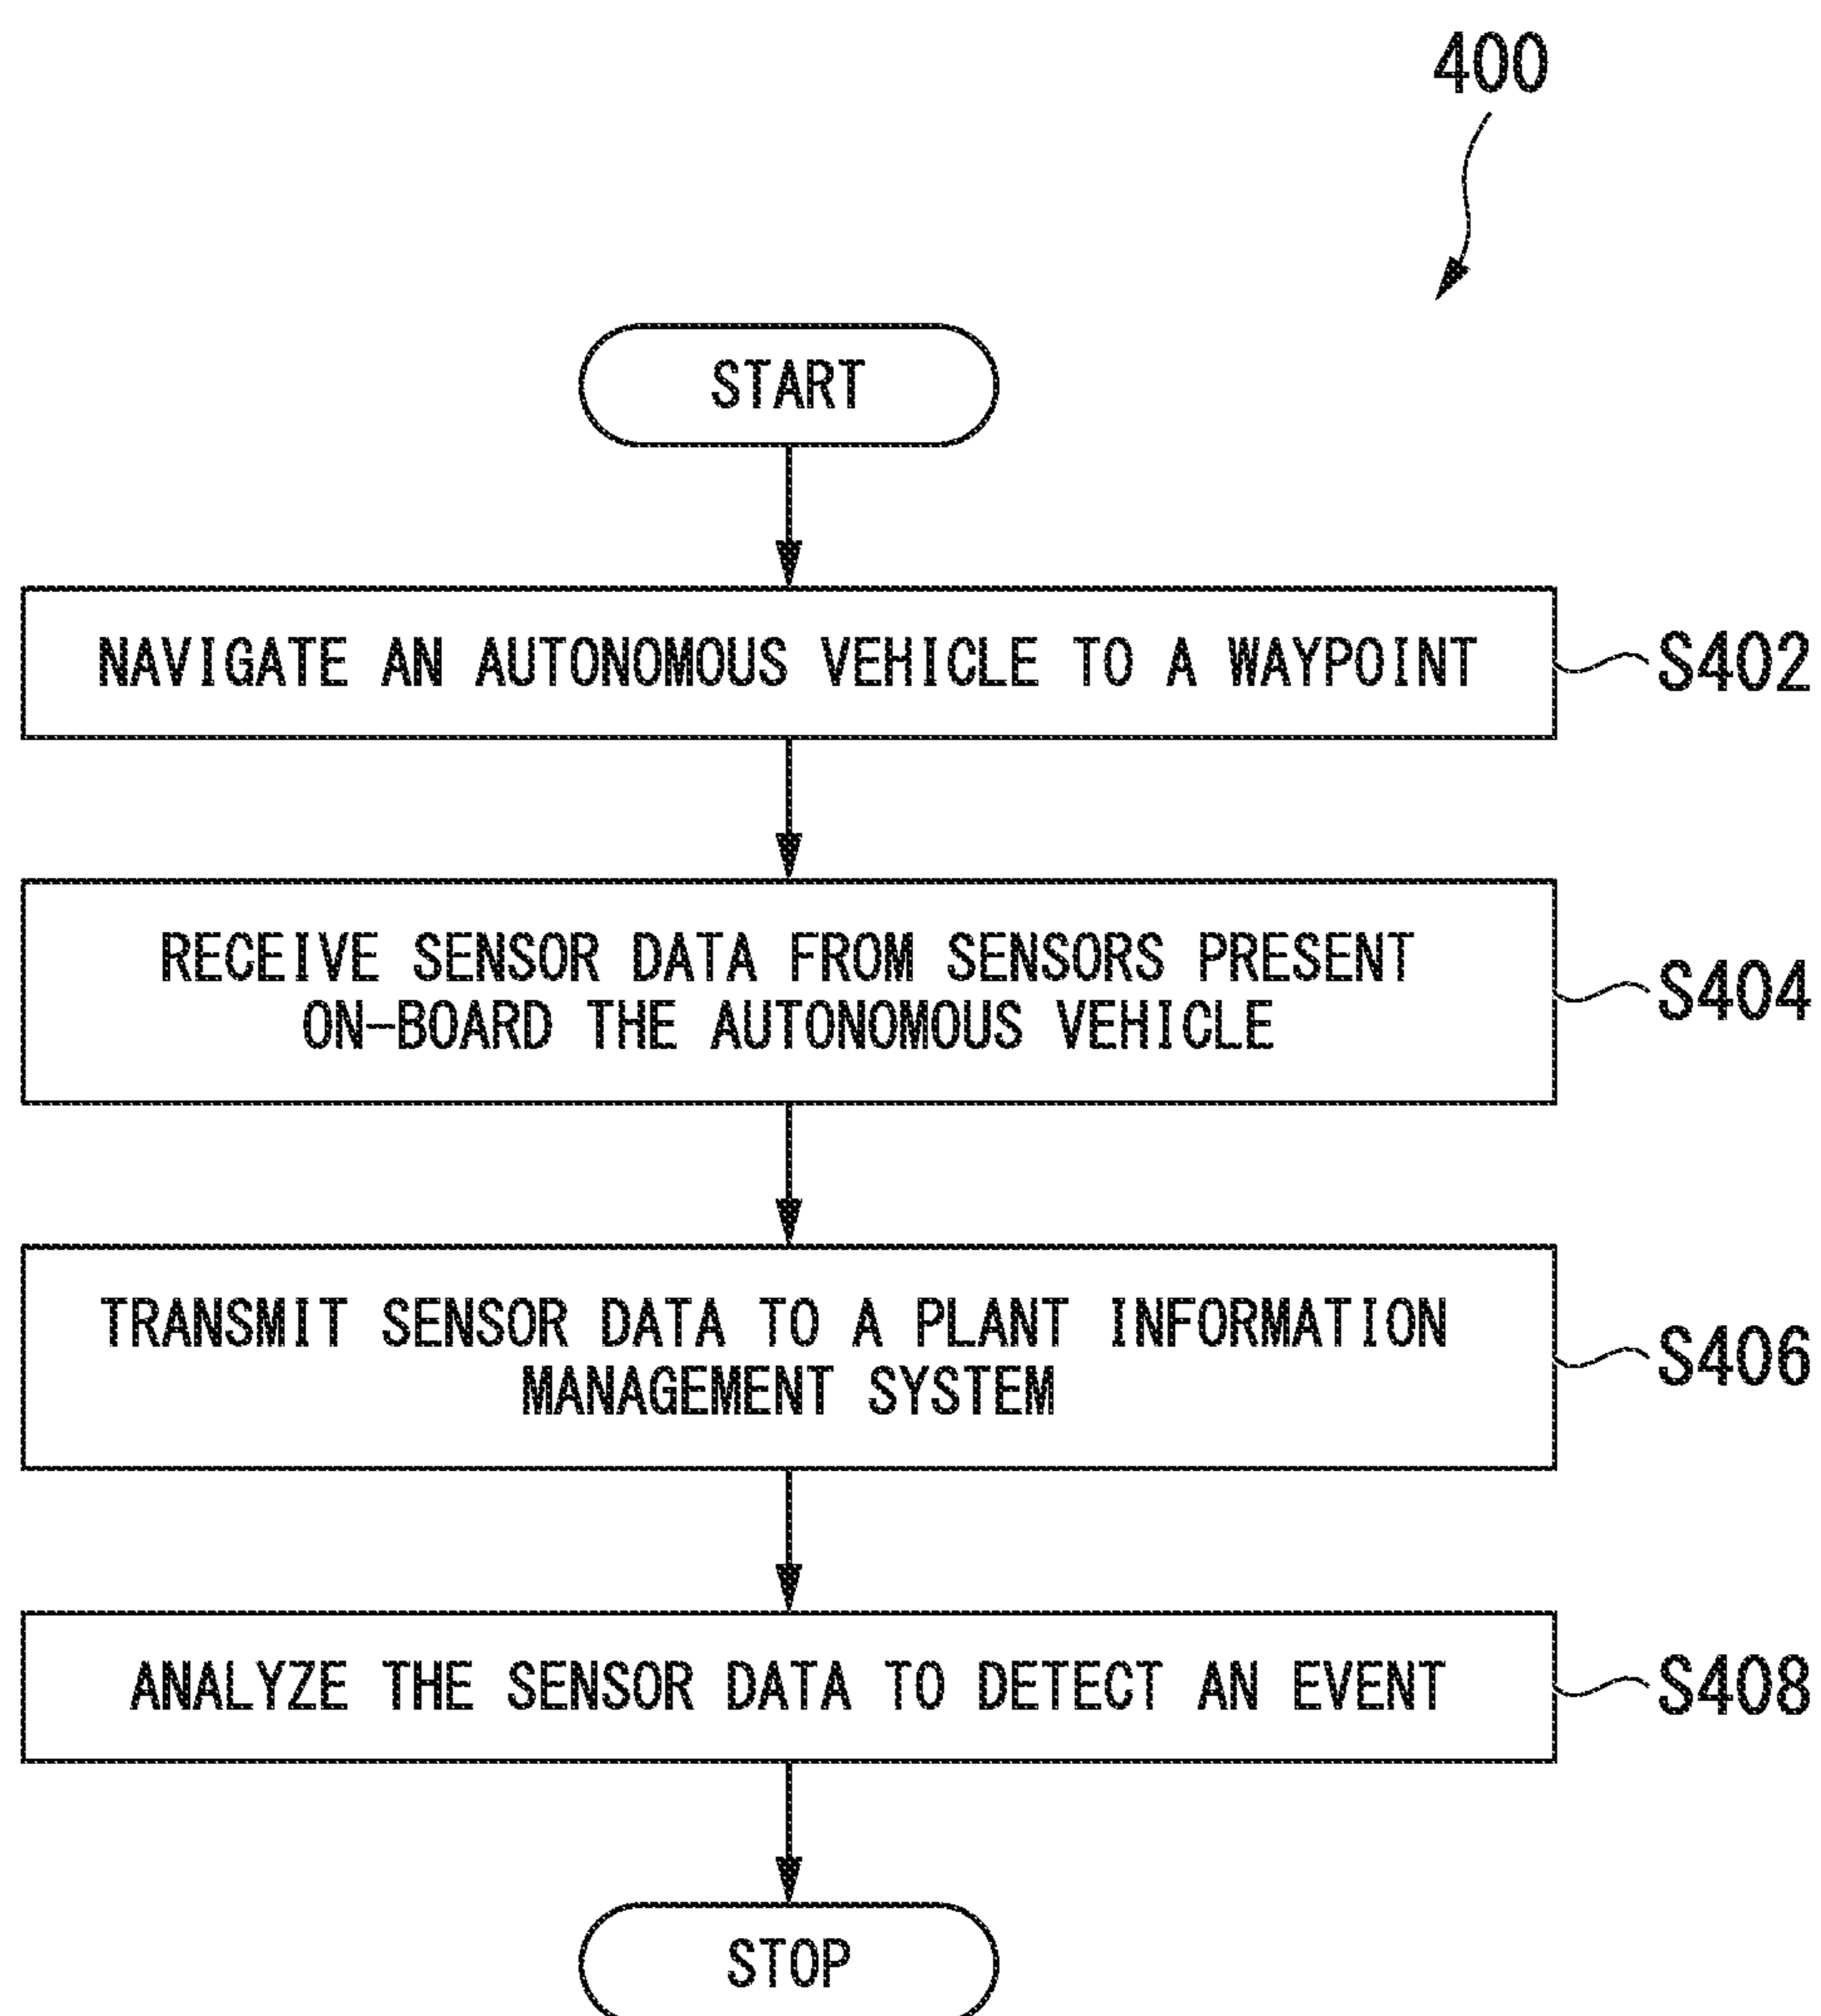 400
START
NAVIGATE AN AUTONOMOUS VEHICLE TO A WAYPOINT
S402
RECEIVE SENSOR DATA FROM SENSORS PRESENT
ON-BOARD THE AUTONOMOUS VEHICLE
S404
TRANSMIT SENSOR DATA TO A PLANT INFORMATION
MANAGEMENT SYSTEM
S406
ANALYZE THE SENSOR DATA TO DETECT AN EVENT
S408
STOP